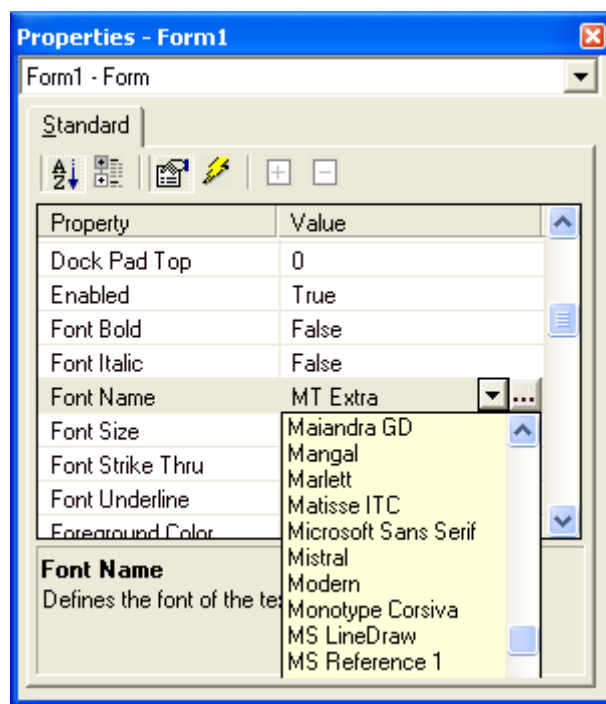 Properties - Form1
Form1 - Form
Standard
Property Value
Dock Pad Top 0
Enabled True
Font Bold False
Font Italic False
Font Name MT Extra ...
Font Size
Font Strike Thru
Font Underline
Foreground Color
Maiandra GD
Mangal
Marlett
Matisse ITC
Microsoft Sans Serif
Mistral
Modern
Monotype Corsiva
MS LineDraw
MS Reference 1
Font Name
Defines the font of the